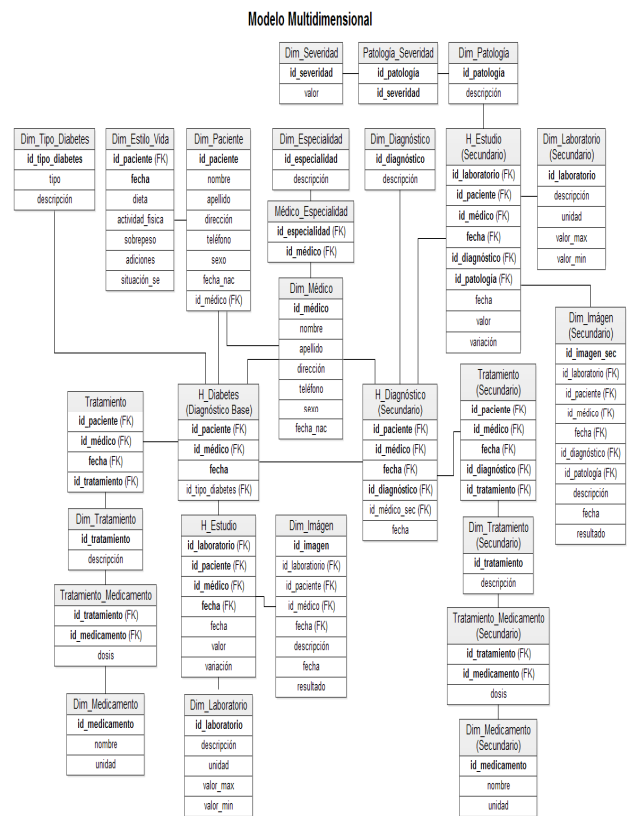 Modelo Multidimensional
Dim_Severidad
id_severidad
valor
Patología_Severidad
id_patología
id_severidad
Dim_Patología
id_patología
descripción
Dim_Tipo_Diabetes
id_tipo_diabetes
tipo
descripción
Dim_Estilo_Vida
id_paciente (FK)
fecha
dieta
actividad_fisica
sobrepeso
adiciones
situación_se
Dim_Paciente
id_paciente
nombre
apellido
dirección
teléfono
sexo
fecha_nac
id_médico (FK)
Dim_Especialidad
id_especialidad
descripción
Médico_Especialidad
id_especialidad (FK)
id_médico (FK)
Dim_Médico
id_médico
nombre
apellido
dirección
teléfono
sexo
fecha_nac
Dim_Diagnóstico
id_diagnóstico
descripción
H_Estudio
(Secundario)
id_laboratorio (FK)
id_paciente (FK)
id_médico (FK)
fecha (FK)
id_diagnóstico (FK)
id_patología (FK)
fecha
valor
variación
Dim_Laboratorio
(Secundario)
id_laboratorio
descripción
unidad
valor_max
valor_min
Dim_Imágen
(Secundario)
id_imagen_sec
id_laboratorio (FK)
id_paciente (FK)
id_médico (FK)
fecha (FK)
id_diagnóstico (FK)
id_patología (FK)
descripción
fecha
resultado
Tratamiento
id_paciente (FK)
id_médico (FK)
fecha (FK)
id_tratamiento (FK)
H_Diabetes
(Diagnóstico Base)
id_paciente (FK)
id_médico (FK)
fecha
id_tipo_diabetes (FK)
H_Diagnóstico
(Secundario)
id_paciente (FK)
id_médico (FK)
fecha (FK)
id_diagnóstico (FK)
id_médico_sec (FK)
fecha
Tratamiento
(Secundario)
id_paciente (FK)
id_médico (FK)
fecha (FK)
id_diagnóstico (FK)
id_tratamiento (FK)
Dim_Tratamiento
id_tratamiento
descripción
Tratamiento_Medicamento
id_tratamiento (FK)
id_medicamento (FK)
dosis
Dim_Medicamento
id_medicamento
nombre
unidad
H_Estudio
id_laboratorio (FK)
id_paciente (FK)
id_médico (FK)
fecha (FK)
fecha
valor
variación
Dim_Laboratorio
id_laboratorio
descripción
unidad
valor_max
valor_min
Dim_Imágen
id_imagen
id_laboratiorio (FK)
id_paciente (FK)
id_médico (FK)
fecha (FK)
descripción
fecha
resultado
Dim_Tratamiento
(Secundario)
id_tratamiento
descripción
Tratamiento_Medicamento
(Secundario)
id_tratamiento (FK)
id_medicamento (FK)
dosis
Dim_Medicamento
(Secundario)
id_medicamento
nombre
unidad